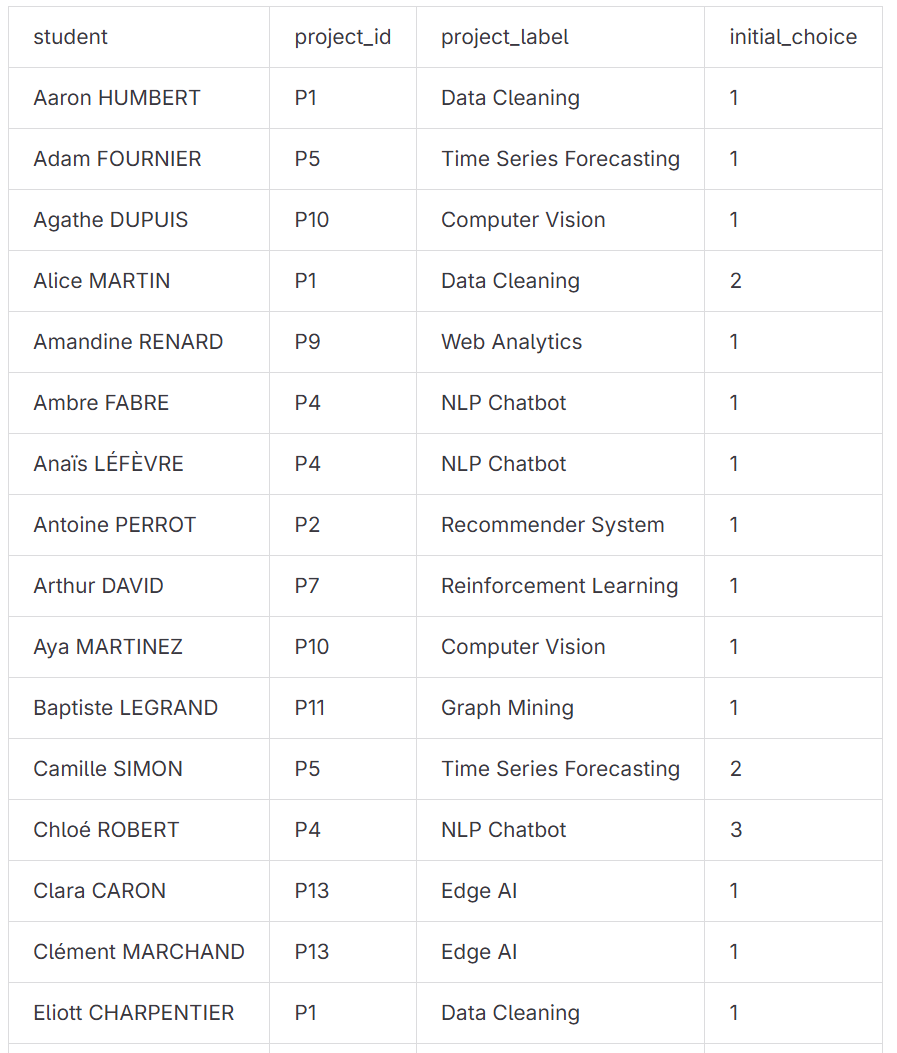 student project_id project_label initial_choice
Aaron HUMBERT P1 Data Cleaning 1
Adam FOURNIER P5 Time Series Forecasting 1
Agathe DUPUIS P10 Computer Vision 1
Alice MARTIN P1 Data Cleaning 2
Amandine RENARD P9 Web Analytics 1
Ambre FABRE P4 NLP Chatbot 1
Anaïs LÉFÈVRE P4 NLP Chatbot 1
Antoine PERROT P2 Recommender System 1
Arthur DAVID P7 Reinforcement Learning 1
Aya MARTINEZ P10 Computer Vision 1
Baptiste LEGRAND P11 Graph Mining 1
Camille SIMON P5 Time Series Forecasting 2
Chloé ROBERT P4 NLP Chatbot 3
Clara CARON P13 Edge AI 1
Clément MARCHAND P13 Edge AI 1
Eliott CHARPENTIER P1 Data Cleaning 1